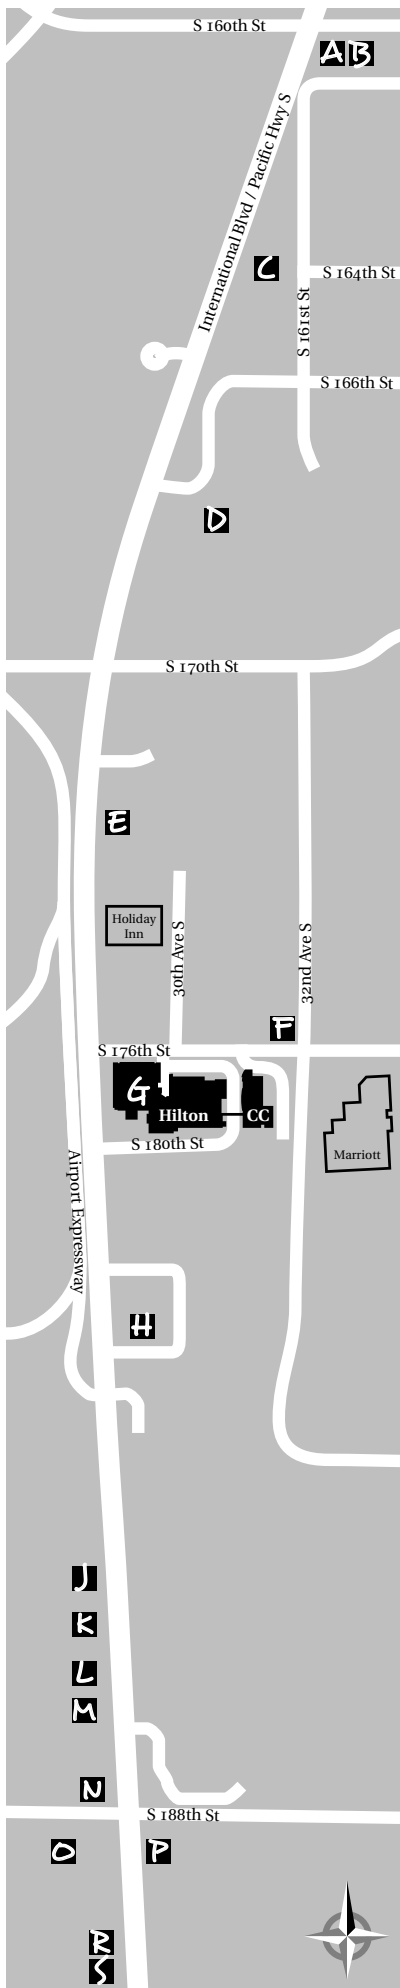 S 160th St
A B
International Blvd / Pacific Hwy S
C
S 164th St
S 161st St
S 166th St
D
S 170th St
E
Holiday
Inn
30th Ave S
32nd Ave S
F
S 176th St
G
Hilton
CC
S 180th St
Marriott
Airport Expressway
H
J
K
L
M
N
S 188th St
O
P
R
S